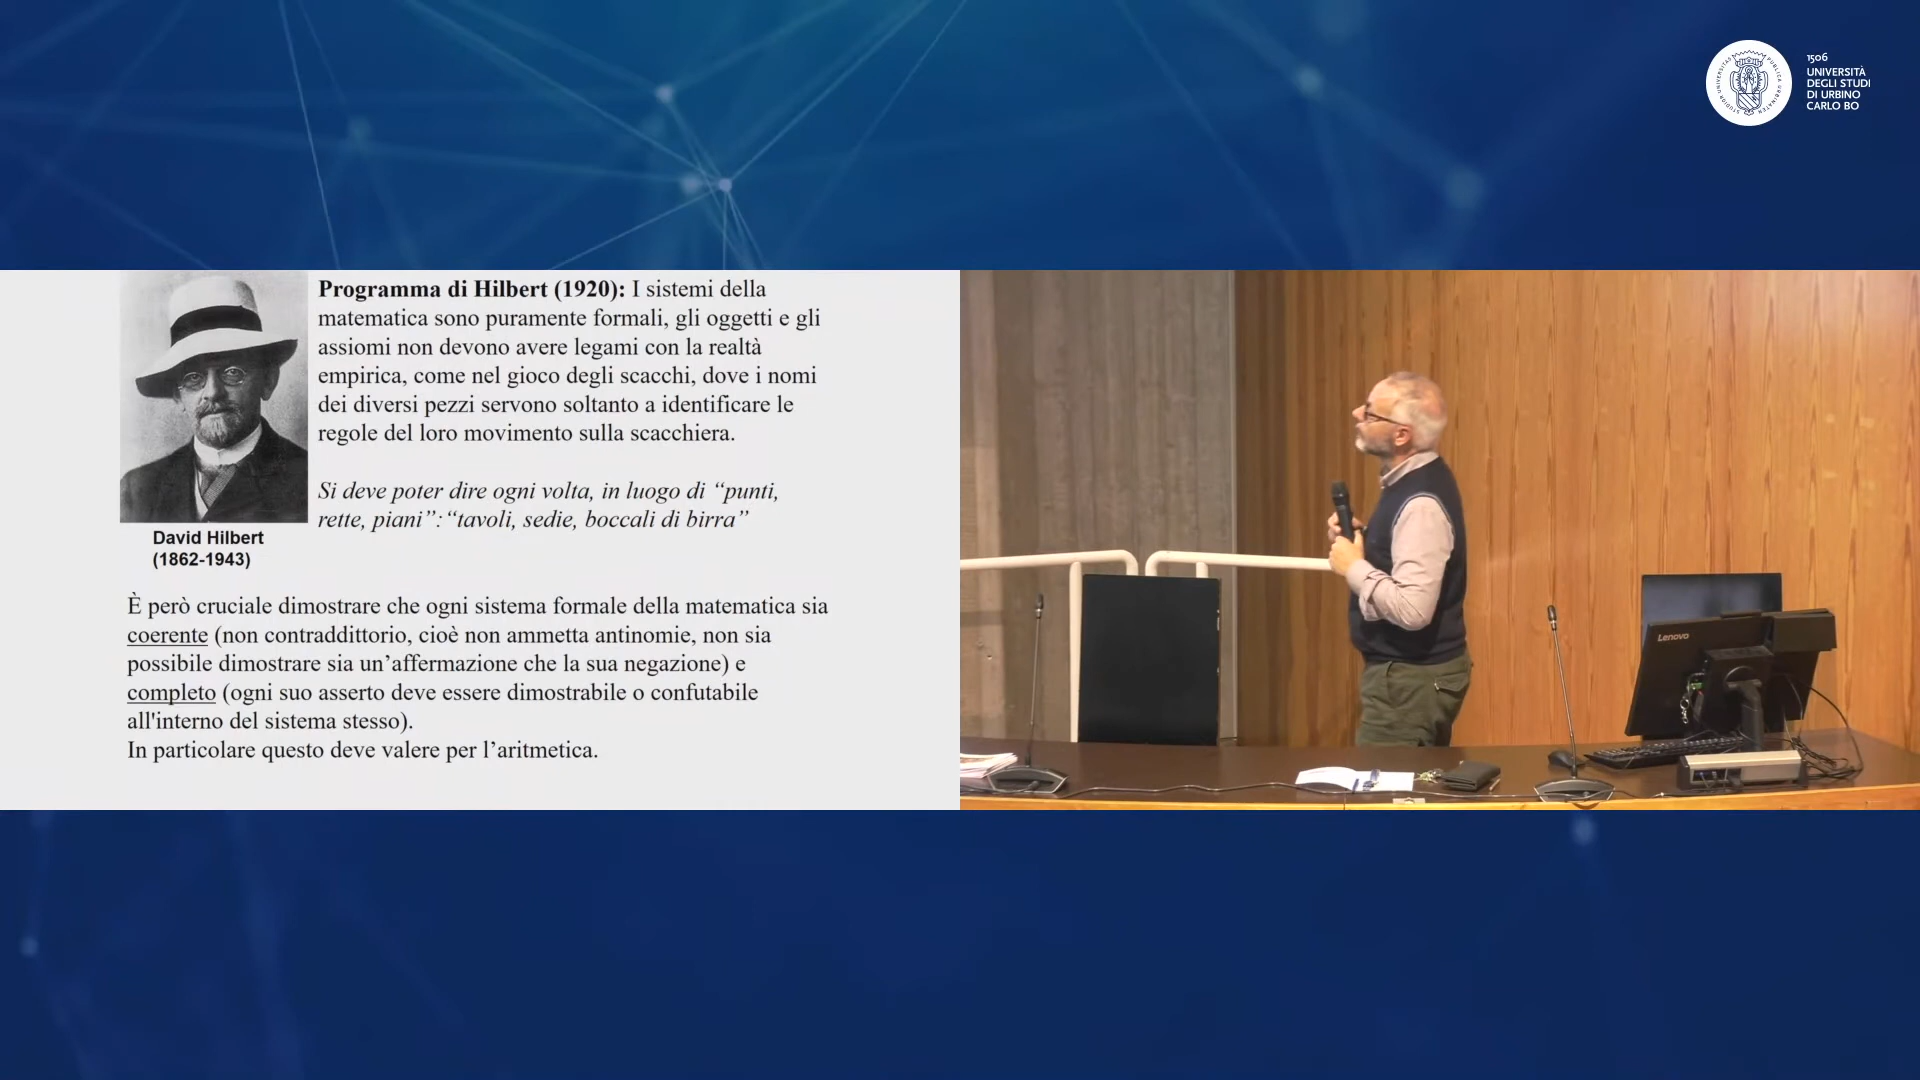 1506
UNIVERSITÀ
DEGLI STUDI
DI URBINO
CARLO BO
Programma di Hilbert (1920): I sistemi della
matematica sono puramente formali, gli oggetti e gli
assiomi non devono avere legami con la realtà
empirica, come nel gioco degli scacchi, dove i nomi
dei diversi pezzi servono soltanto a identificare le
regole del loro movimento sulla scacchiera.
Si deve poter dire ogni volta, in luogo di “punti,
rette, piani”:“tavoli, sedie, boccali di birra”
David Hilbert
(1862-1943)
È però cruciale dimostrare che ogni sistema formale della matematica sia
coerente (non contraddittorio, cioè non ammetta antinomie, non sia
possibile dimostrare sia un’affermazione che la sua negazione) e
completo (ogni suo asserto deve essere dimostrabile o confutabile
all'interno del sistema stesso).
In particolare questo deve valere per l’aritmetica.
Lenovo